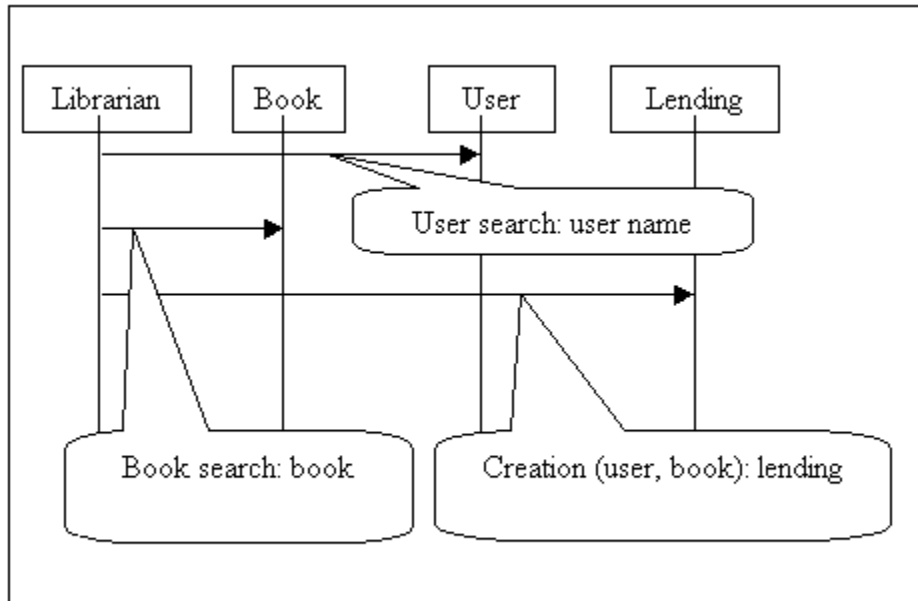 Librarian
Book
User
Lending
User search: user name
Book search: book
Creation (user, book): lending